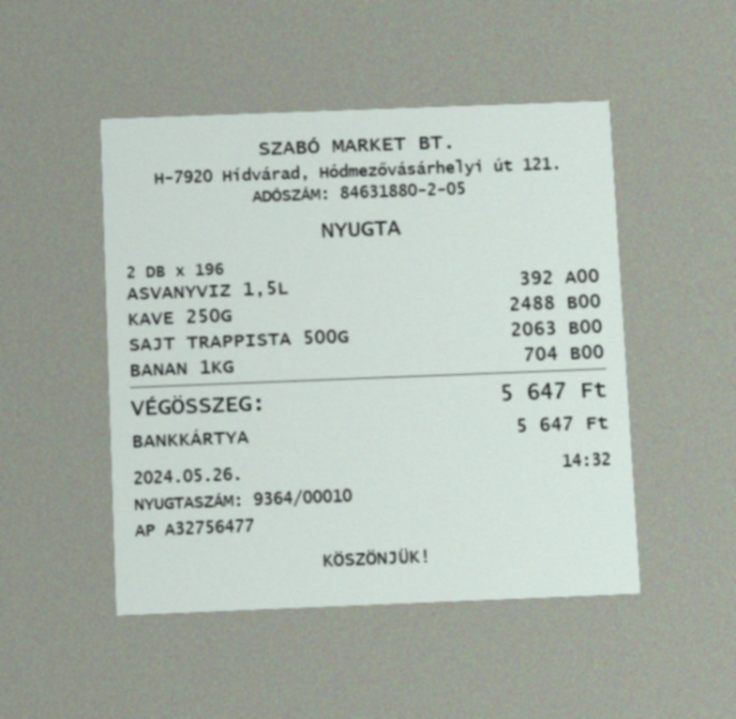 SZABÓ MARKET BT.
H-7920 Hídvárad, Hódmezővásárhelyi út 121.
ADÓSZÁM: 84631880-2-05
NYUGTA
2 DB x 196
ASVANYVIZ 1,5L 392 A00
KAVE 250G 2488 B00
SAJT TRAPPISTA 500G 2063 B00
BANAN 1KG 704 B00
VÉGÖSSZEG: 5 647 Ft
BANKKÁRTYA 5 647 Ft
2024.05.26. 14:32
NYUGTASZÁM: 9364/00010
AP A32756477
KÖSZÖNJÜK!